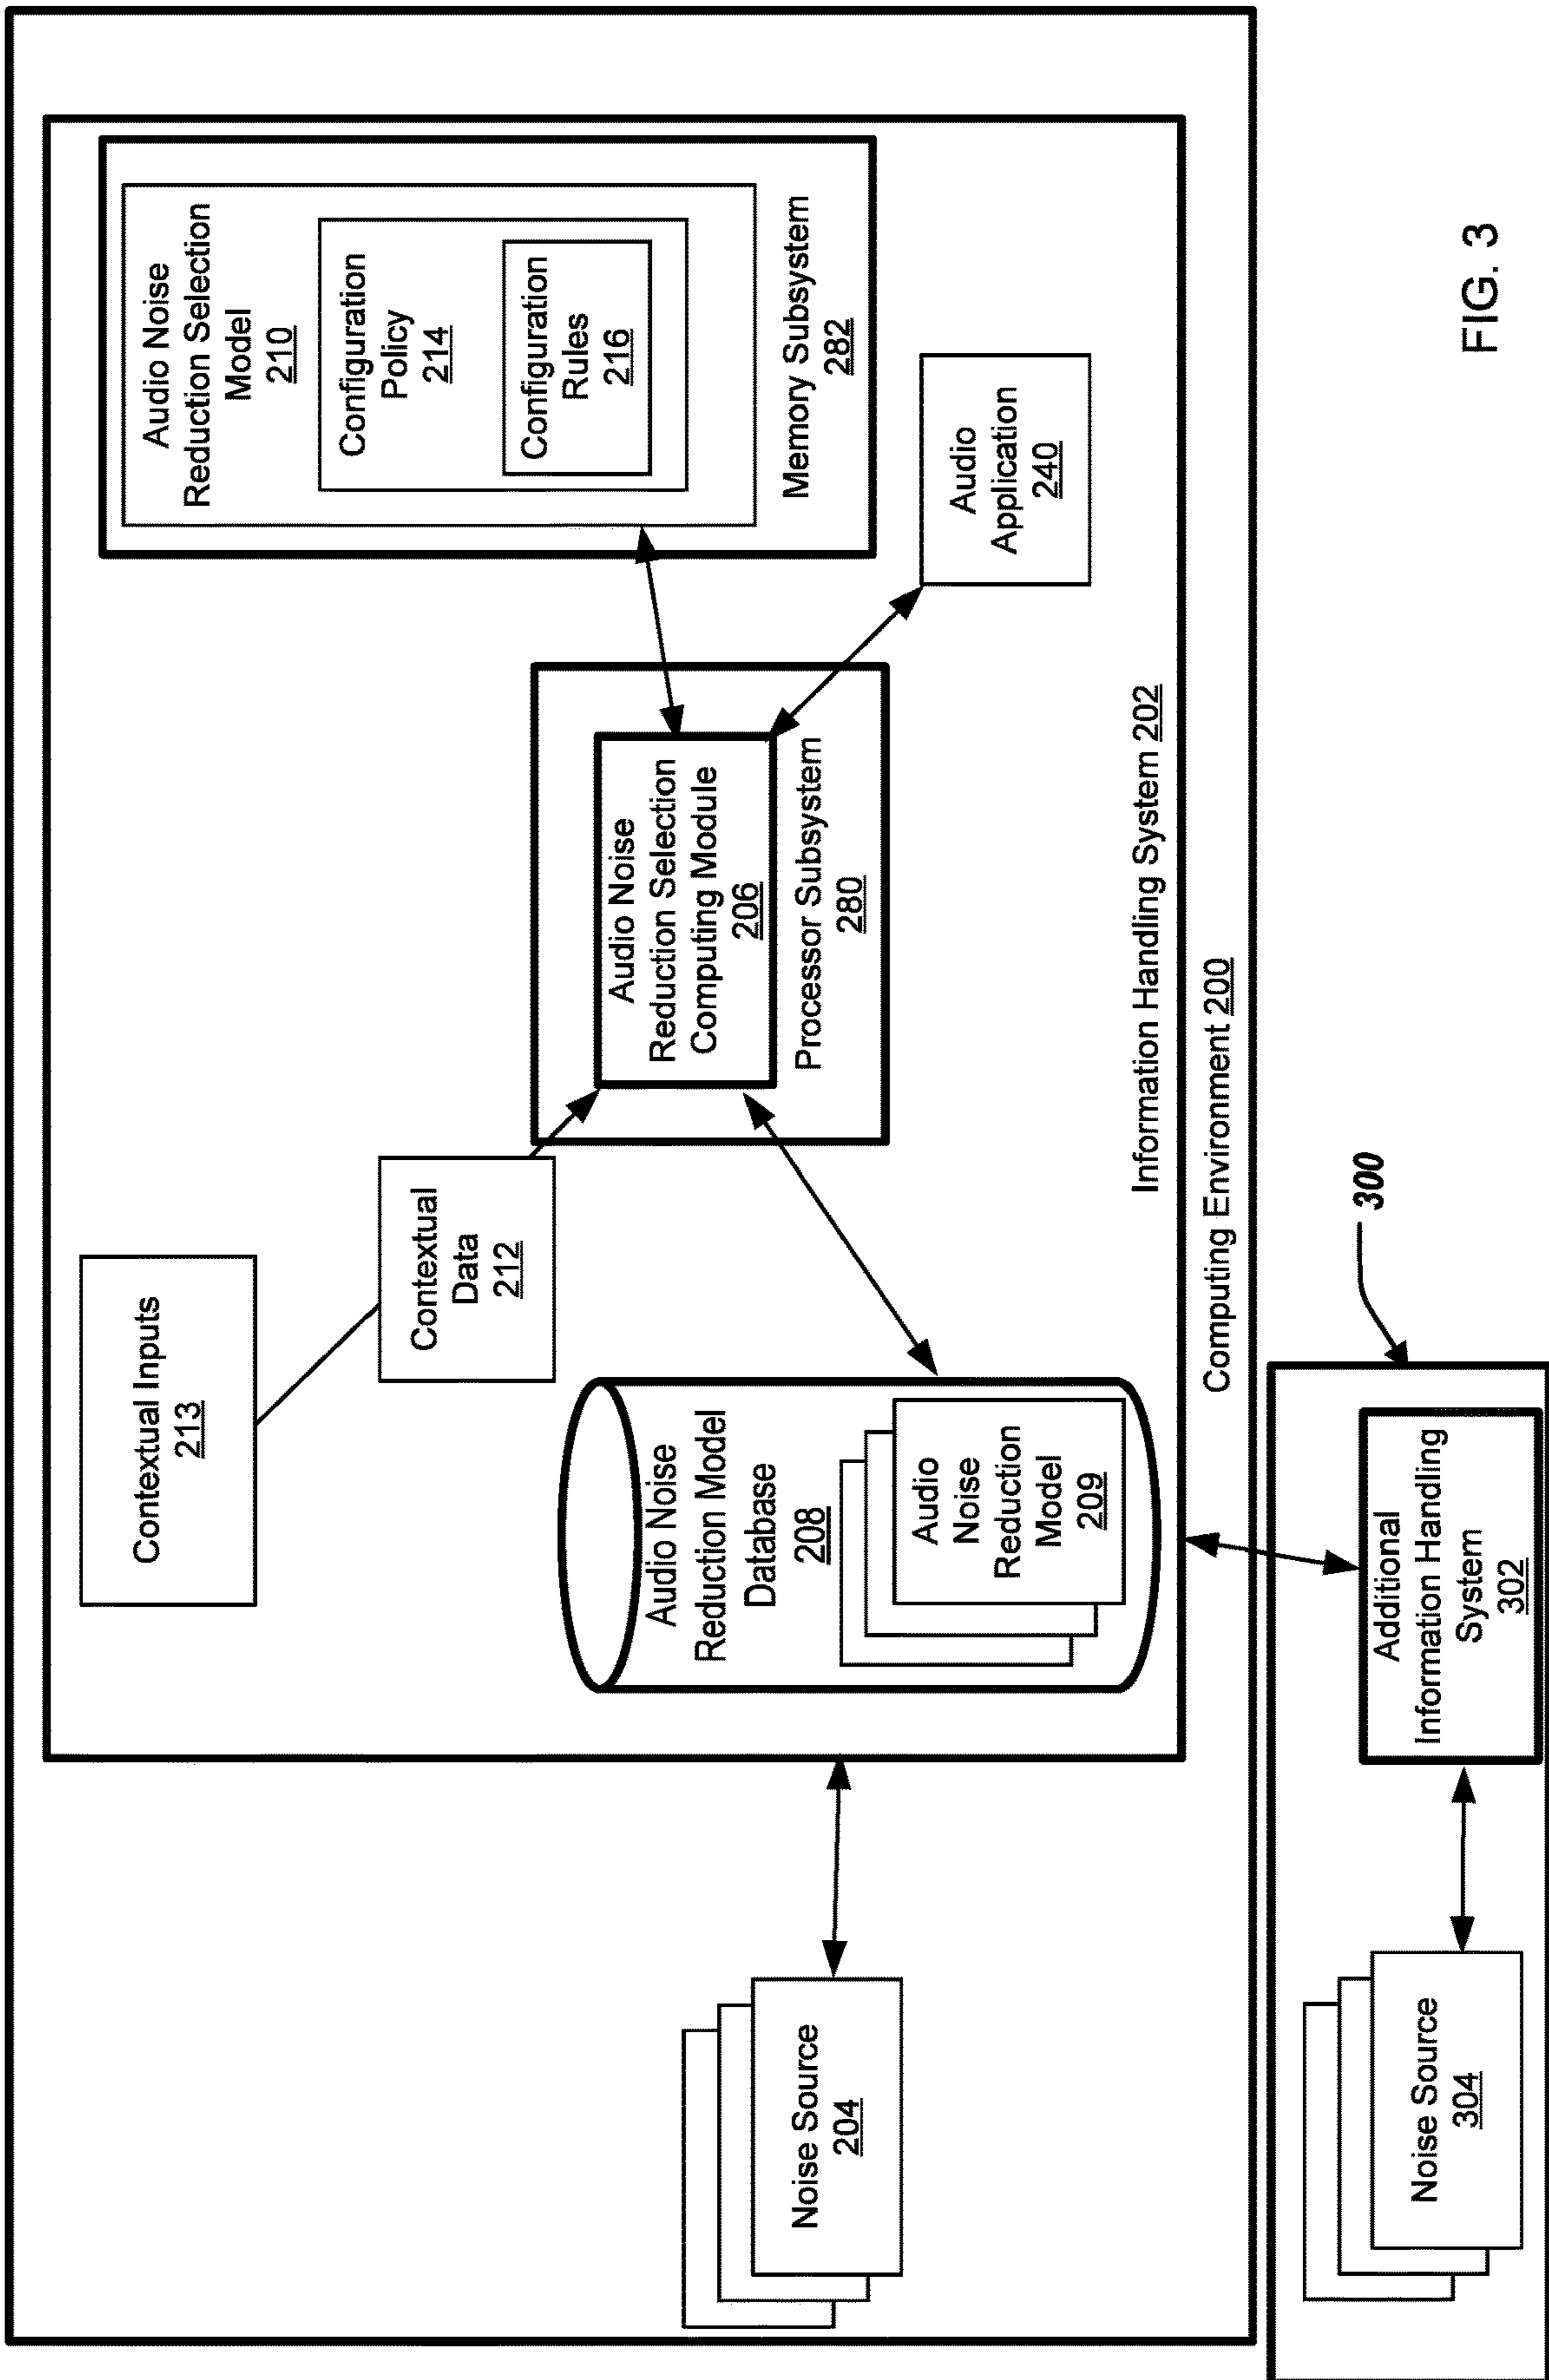 Contextual Inputs
213
Contextual
Data
212
Audio Noise
Reduction Selection
Model
210
Configuration
Policy
214
Configuration
Rules
216
Memory Subsystem
282
Audio Noise
Reduction Selection
Computing Module
206
Processor Subsystem
280
Audio
Application
240
Audio Noise
Reduction Model
Database
208
Audio
Noise
Reduction
Model
209
Noise Source
204
Information Handling System 202
Computing Environment 200
300
Additional
Information Handling
System
302
Noise Source
304
FIG. 3